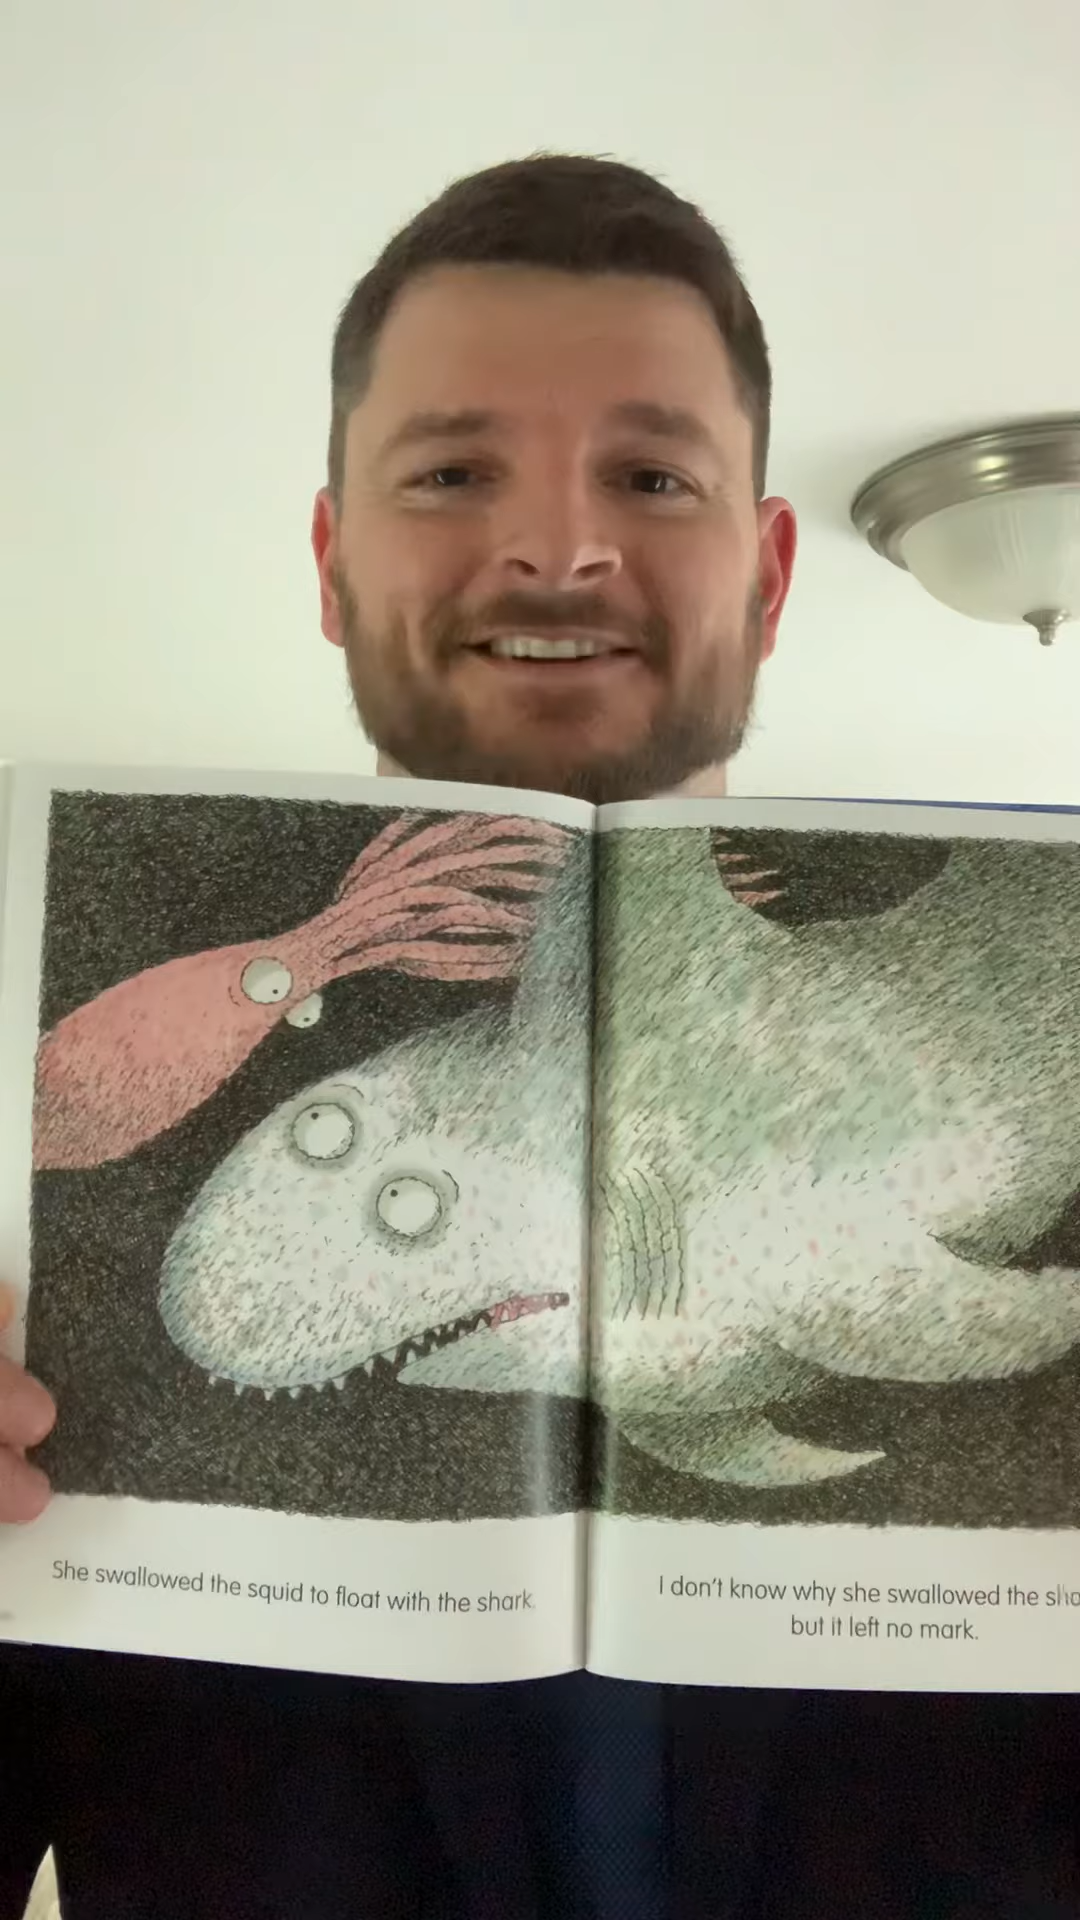 She swallowed the squid to float with the shark.
I don't know why she swallowed the
but it left no mark.